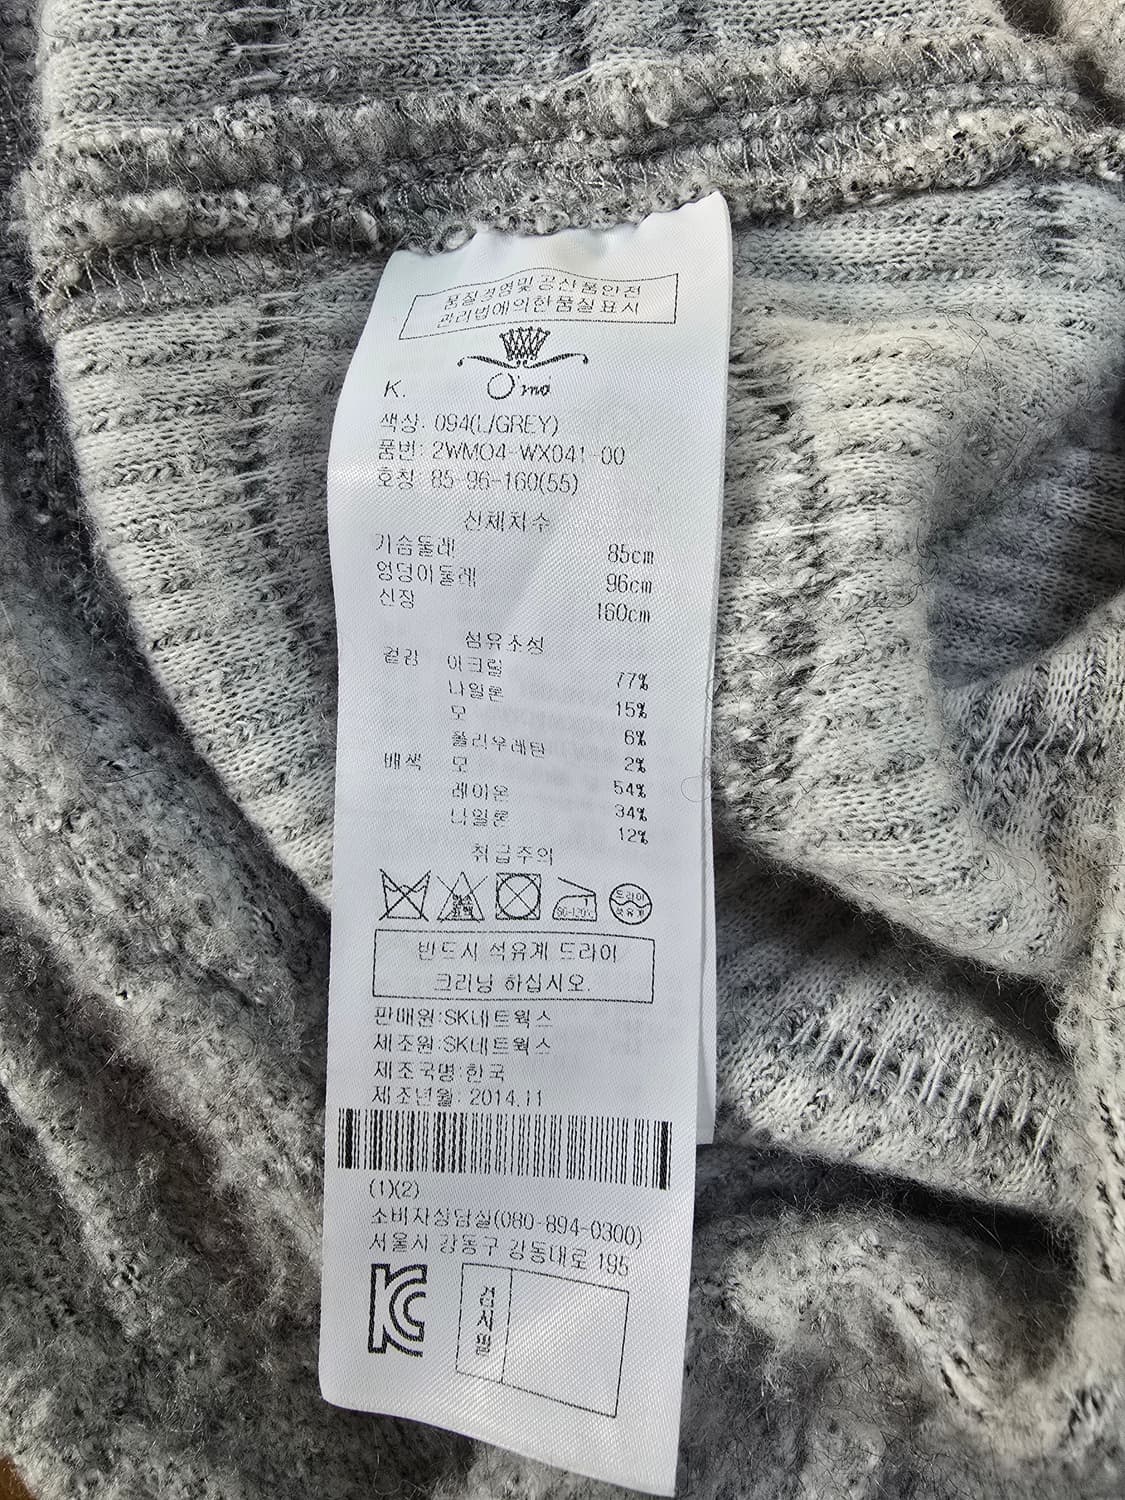 품질경영및공산품안전
관리법에의한품질표시
O'2nd
K.
색상: 094(L/GREY)
품번: 2WMO4-WX041-00
호칭: 85-96-160(55)
신체치수
가슴둘레 85cm
엉덩이둘레 96cm
신장 160cm
섬유조성
겉감 아크릴 77%
나일론 15%
모 6%
폴리우레탄 2%
배색 모 54%
레이온 34%
나일론 12%
취급주의
드라이
석유계
반드시 석유계 드라이
크리닝 하십시오.
판매원:SK네트웍스
제조원:SK네트웍스
제조국명:한국
제조년월: 2014.11
(1)(2)
소비자상담실(080-894-0300)
서울시 강동구 강동대로 195
KC
검사필